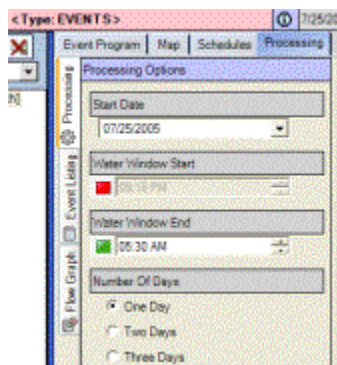 <Type: EVENTS>
7/25/20
Event Program Map Schedules Processing
Processing Options
Processing
Event Listing
Flow Graph
Start Date
07/25/2005
Water Window Start
Water Window End
05:30 AM
Number Of Days
One Day
Two Days
Three Days